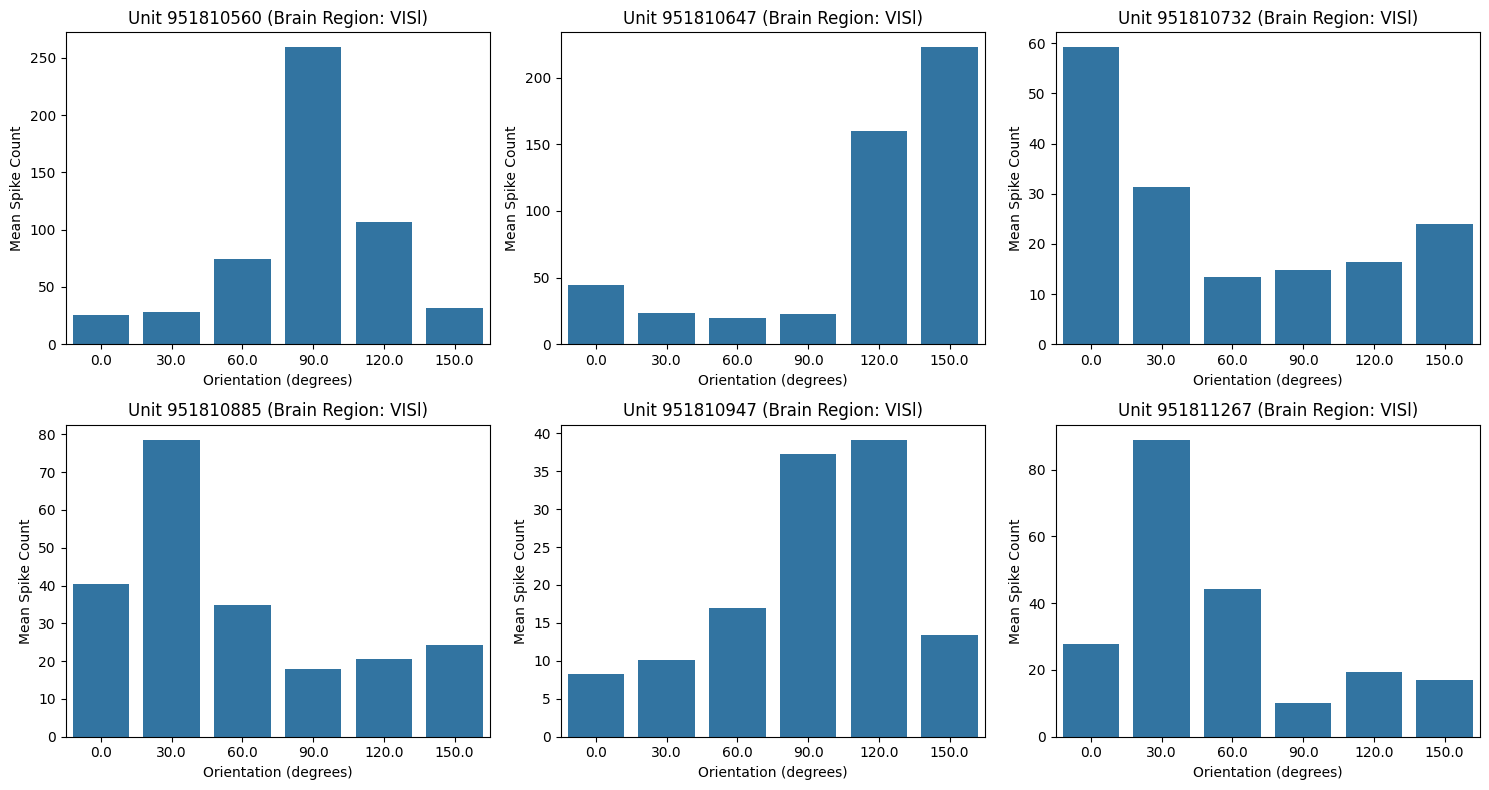 Unit 951810560 (Brain Region: VISl)
Mean Spike Count
250
200
150
100
50
0
0.0 30.0 60.0 90.0 120.0 150.0
Orientation (degrees)
Unit 951810647 (Brain Region: VISl)
Mean Spike Count
200
150
100
50
0
0.0 30.0 60.0 90.0 120.0 150.0
Orientation (degrees)
Unit 951810732 (Brain Region: VISl)
Mean Spike Count
60
50
40
30
20
10
0
0.0 30.0 60.0 90.0 120.0 150.0
Orientation (degrees)
Unit 951810885 (Brain Region: VISl)
Mean Spike Count
80
70
60
50
40
30
20
10
0
0.0 30.0 60.0 90.0 120.0 150.0
Orientation (degrees)
Unit 951810947 (Brain Region: VISl)
Mean Spike Count
40
35
30
25
20
15
10
5
0
0.0 30.0 60.0 90.0 120.0 150.0
Orientation (degrees)
Unit 951811267 (Brain Region: VISl)
Mean Spike Count
80
60
40
20
0
0.0 30.0 60.0 90.0 120.0 150.0
Orientation (degrees)